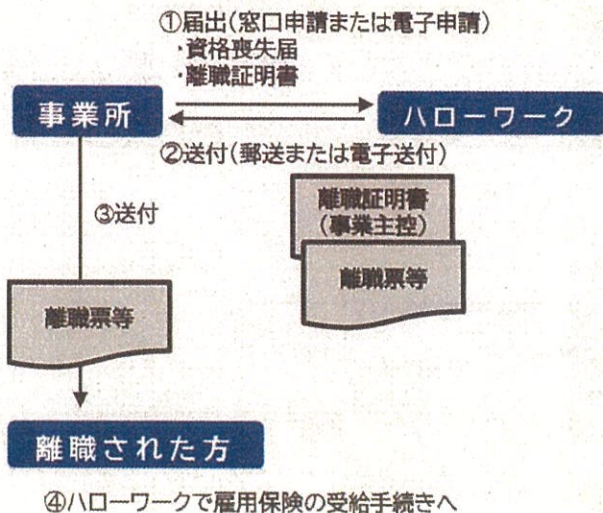 ①届出(窓口申請または電子申請)
・資格喪失届
・離職証明書
事業所
ハローワーク
②送付(郵送または電子送付)
③送付
離職証明書
(事業主控)
離職票等
離職票等
離職された方
④ハローワークで雇用保険の受給手続きへ